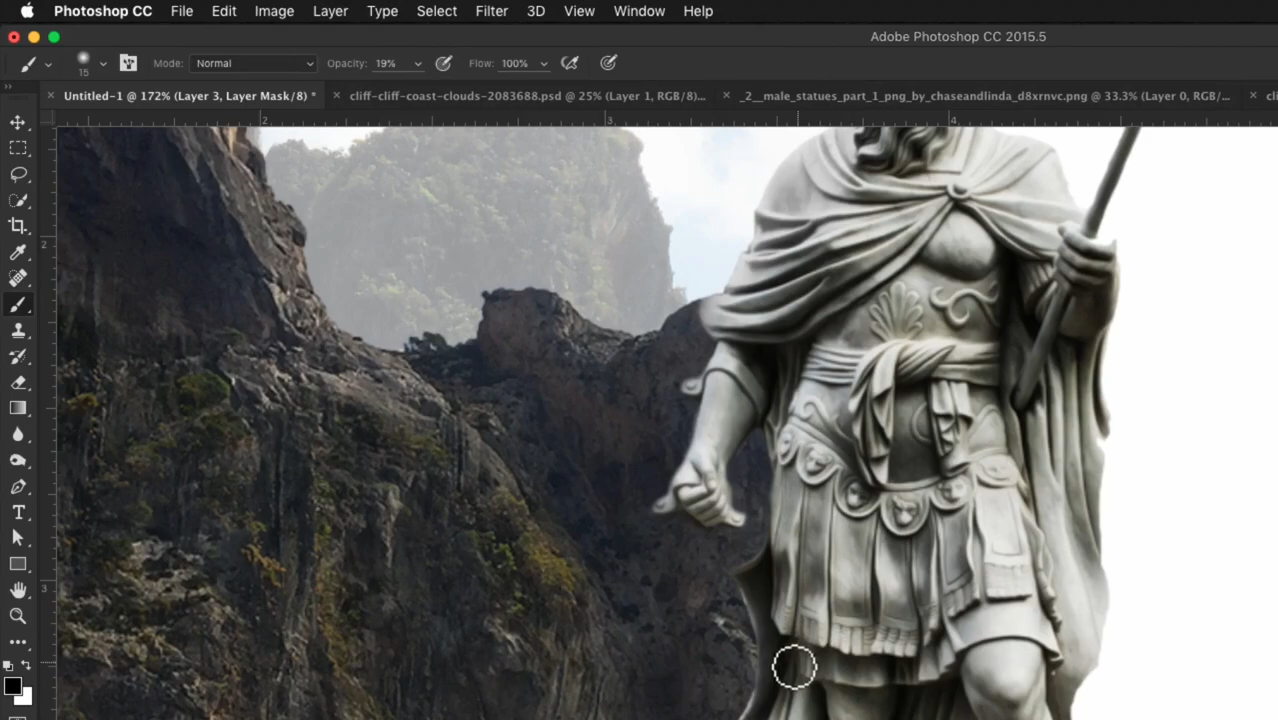 Photoshop CC File Edit Image Layer Type Select Filter 3D View Window Help
Adobe Photoshop CC 2015.5
15 Mode: Normal Opacity: 19% Flow: 100%
Untitled-1 @ 172% (Layer 3, Layer Mask/8) * cliff-cliff-coast-clouds-2083688.psd @ 25% (Layer 1, RGB/8)... _2__male_statues_part_1_png_by_chaseandlinda_d8xrnvc.png @ 33.3% (Layer 0, RGB/... cli
2 3 4
2
3